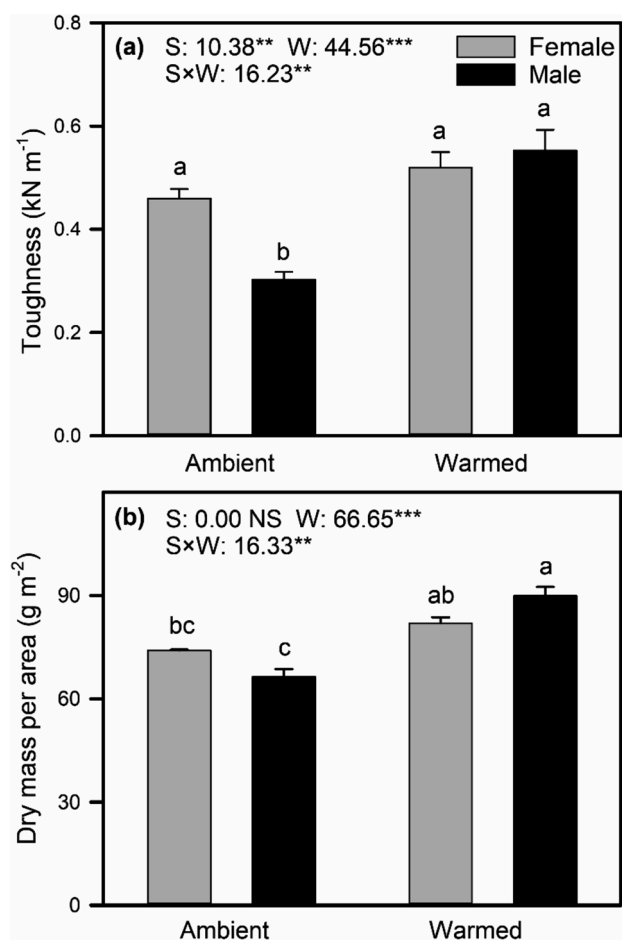 (a) S: 10.38** W: 44.56***
S×W: 16.23**
Female
Male
Toughness (kN m-1)
0.8
0.6
0.4
0.2
0.0
a
b
a
a
Ambient
Warmed
(b) S: 0.00 NS W: 66.65***
S×W: 16.33**
Dry mass per area (g m-2)
90
60
30
0
bc
c
ab
a
Ambient
Warmed